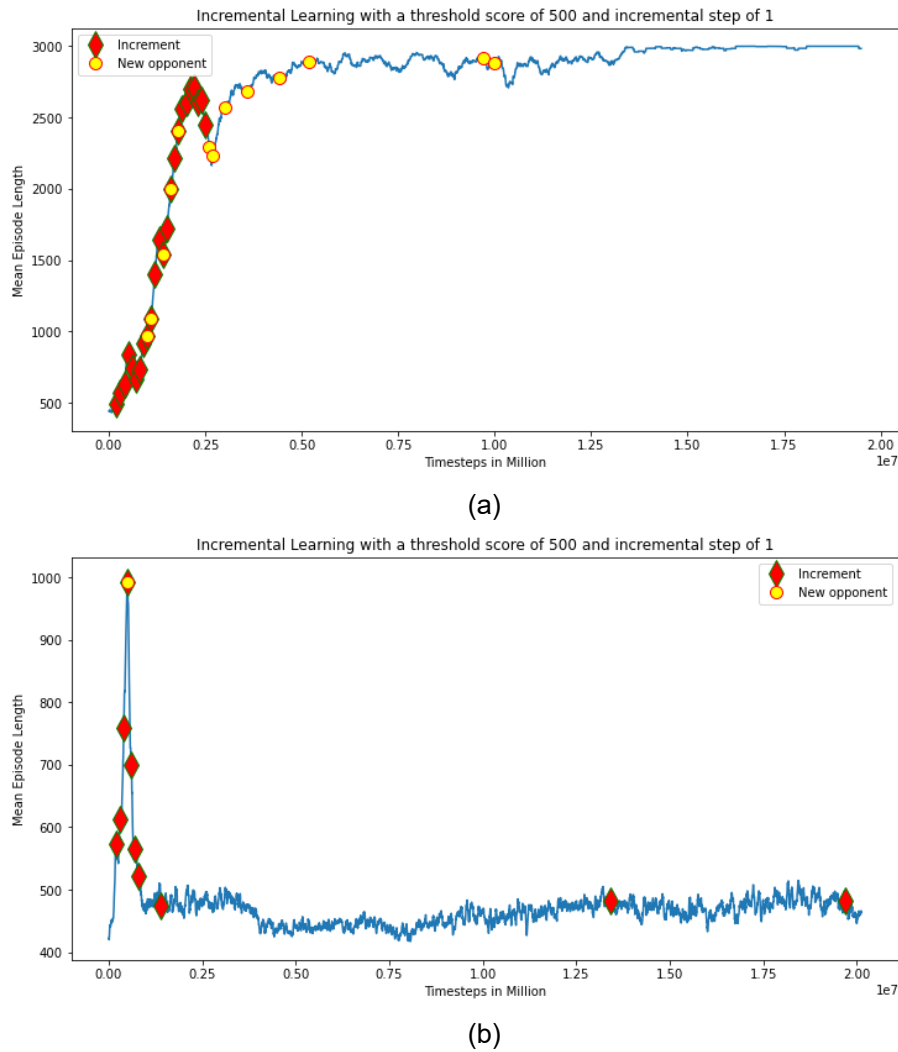 Incremental Learning with a threshold score of 500 and incremental step of 1
3000
2500
2000
1500
1000
500
Mean Episode Length
Increment
New opponent
0.00 0.25 0.50 0.75 1.00 1.25 1.50 1.75 2.00
1e7
Timesteps in Million
(a)
Incremental Learning with a threshold score of 500 and incremental step of 1
1000
900
800
700
600
500
400
Mean Episode Length
Increment
New opponent
0.00 0.25 0.50 0.75 1.00 1.25 1.50 1.75 2.00
1e7
Timesteps in Million
(b)